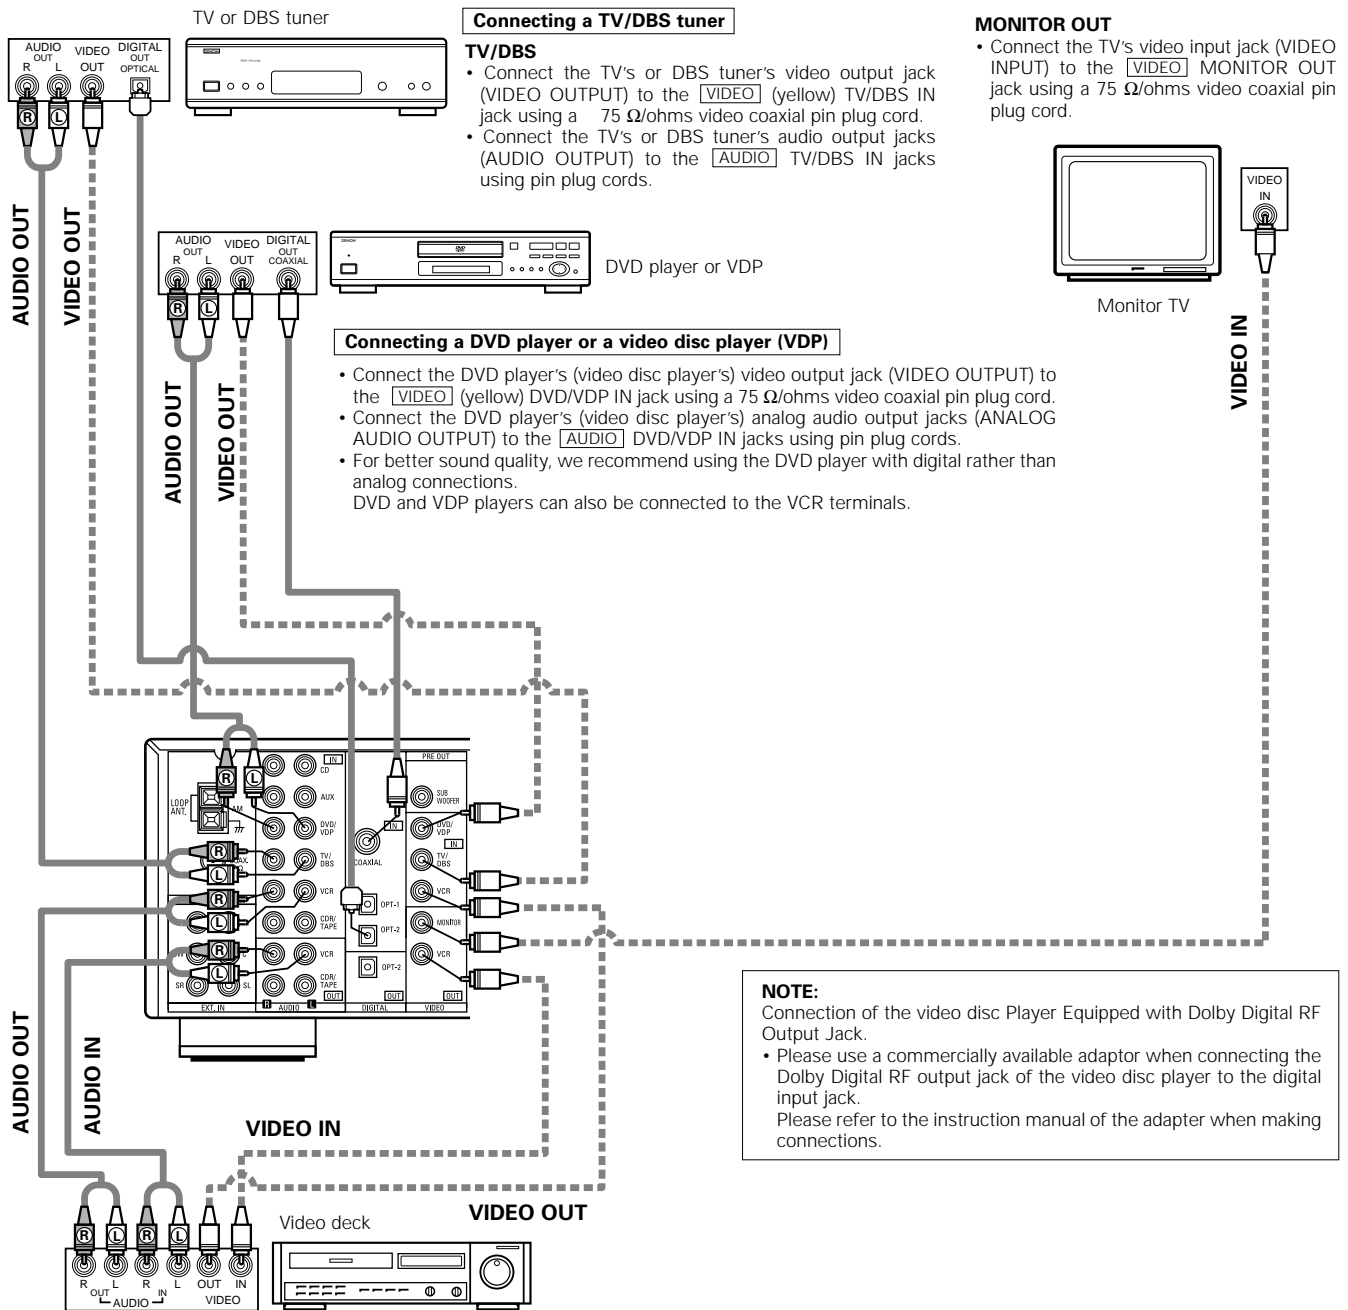 TV or DBS tuner
AUDIO
OUT
R L
VIDEO
OUT
DIGITAL
OUT
OPTICAL
DENON
R L
Connecting a TV/DBS tuner
TV/DBS
• Connect the TV's or DBS tuner's video output jack
(VIDEO OUTPUT) to the VIDEO (yellow) TV/DBS IN
jack using a 75 Ω/ohms video coaxial pin plug cord.
• Connect the TV's or DBS tuner's audio output jacks
(AUDIO OUTPUT) to the AUDIO TV/DBS IN jacks
using pin plug cords.
MONITOR OUT
• Connect the TV's video input jack (VIDEO
INPUT) to the VIDEO MONITOR OUT
jack using a 75 Ω/ohms video coaxial pin
plug cord.
VIDEO
IN
Monitor TV
VIDEO IN
AUDIO OUT
VIDEO OUT
AUDIO
OUT
R L
VIDEO
OUT
DIGITAL
OUT
COAXIAL
DENON
R L
DVD player or VDP
AUDIO OUT
VIDEO OUT
Connecting a DVD player or a video disc player (VDP)
• Connect the DVD player's (video disc player's) video output jack (VIDEO OUTPUT) to
the VIDEO (yellow) DVD/VDP IN jack using a 75 Ω/ohms video coaxial pin plug cord.
• Connect the DVD player's (video disc player's) analog audio output jacks (ANALOG
AUDIO OUTPUT) to the AUDIO DVD/VDP IN jacks using pin plug cords.
• For better sound quality, we recommend using the DVD player with digital rather than
analog connections.
DVD and VDP players can also be connected to the VCR terminals.
R L
LOOP
ANT.
AM
IN
CD
AUX
DVD/
VDP
TV/
DBS
VCR
CDR/
TAPE
VCR
CDR/
TAPE
OUT
R AUDIO L
R
L
R
L
R
L
SR SL
EXT. IN
IN
COAXIAL
OPT-1
OPT-2
OPT-2
OUT
DIGITAL
PRE OUT
SUB
WOOFER
DVD/
VDP
IN
TV/
DBS
VCR
MONITOR
VCR
OUT
VIDEO
AUDIO OUT
AUDIO IN
VIDEO IN
VIDEO OUT
NOTE:
Connection of the video disc Player Equipped with Dolby Digital RF
Output Jack.
• Please use a commercially available adaptor when connecting the
Dolby Digital RF output jack of the video disc player to the digital
input jack.
Please refer to the instruction manual of the adapter when making
connections.
Video deck
R L R L
R L R L OUT IN
OUT AUDIO IN VIDEO